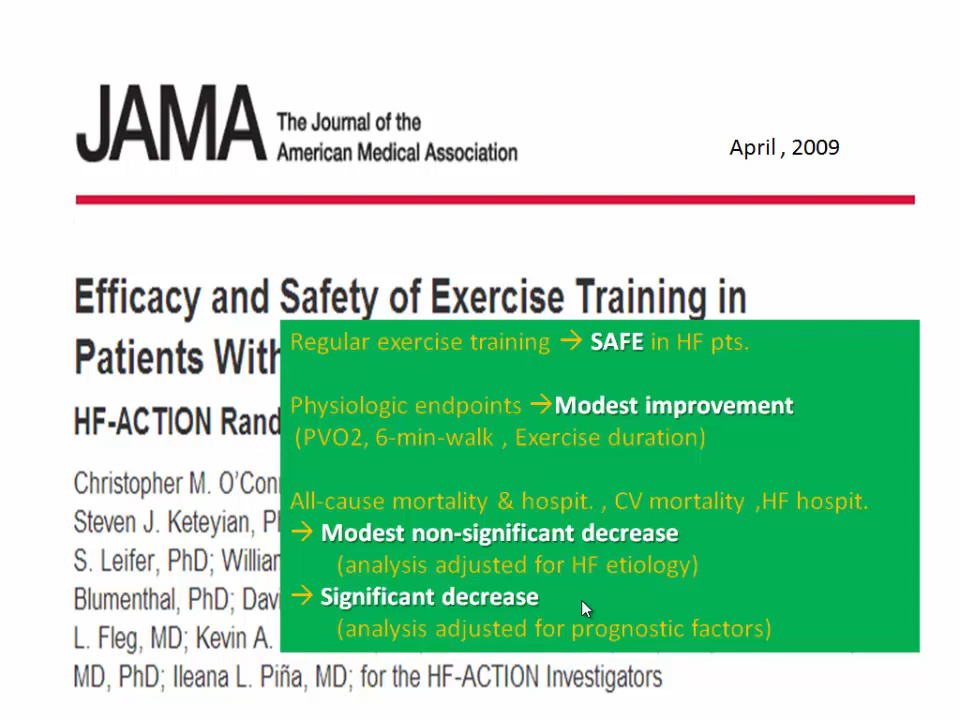 JAMA The Journal of the
American Medical Association
April , 2009
Efficacy and Safety of Exercise Training in
Patients With
HF-ACTION
Regular exercise training → SAFE in HF pts.
Physiologic endpoints →Modest improvement
(PVO2, 6-min-walk , Exercise duration)
All-cause mortality & hospit. , CV mortality ,HF hospit.
→ Modest non-significant decrease
(analysis adjusted for HF etiology)
→ Significant decrease
(analysis adjusted for prognostic factors)
Christopher M.
Steven J. Keteyian,
S. Leifer, PhD;
Blumenthal, PhD;
L. Fleg, MD; Kevin A.
MD, PhD; Ileana L. Piña, MD; for the HF-ACTION Investigators